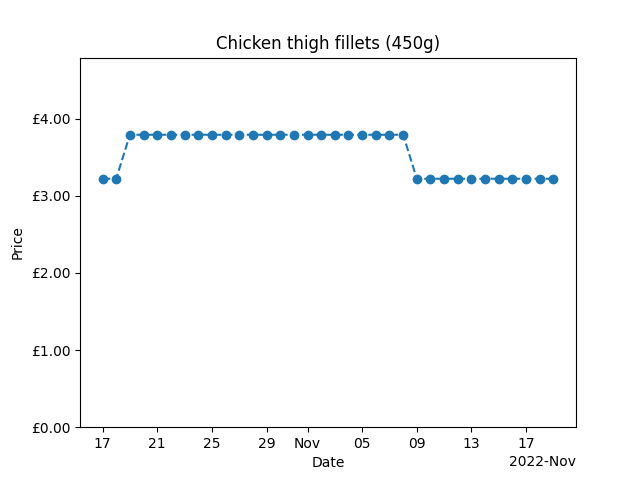 Chicken thigh fillets (450g)
£4.00
£3.00
£2.00
£1.00
£0.00
Price
17 21 25 29 Nov 05 09 13 17
Date
2022-Nov